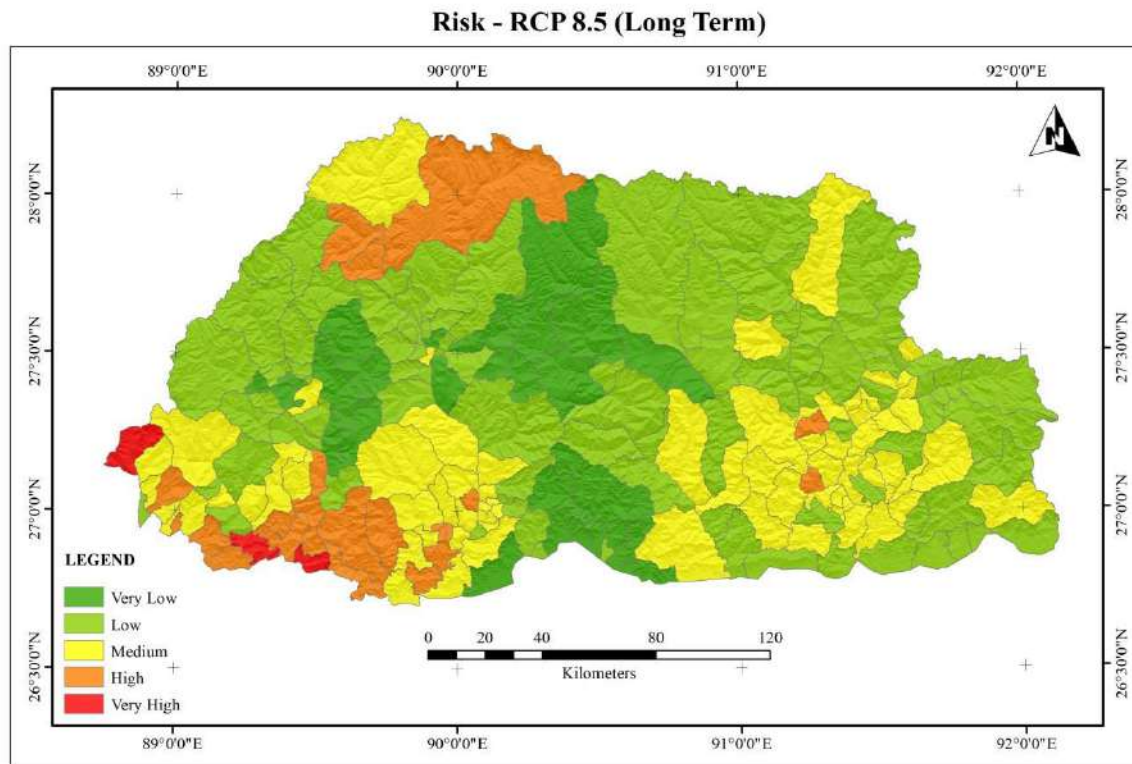 Risk - RCP 8.5 (Long Term)
89°0'0"E
90°0'0"E
91°0'0"E
92°0'0"E
N
28°0'0"N
28°0'0"N
27°30'0"N
27°30'0"N
27°0'0"N
27°0'0"N
26°30'0"N
26°30'0"N
LEGEND
Very Low
Low
Medium
High
Very High
0 20 40 80 120
Kilometers
89°0'0"E
90°0'0"E
91°0'0"E
92°0'0"E